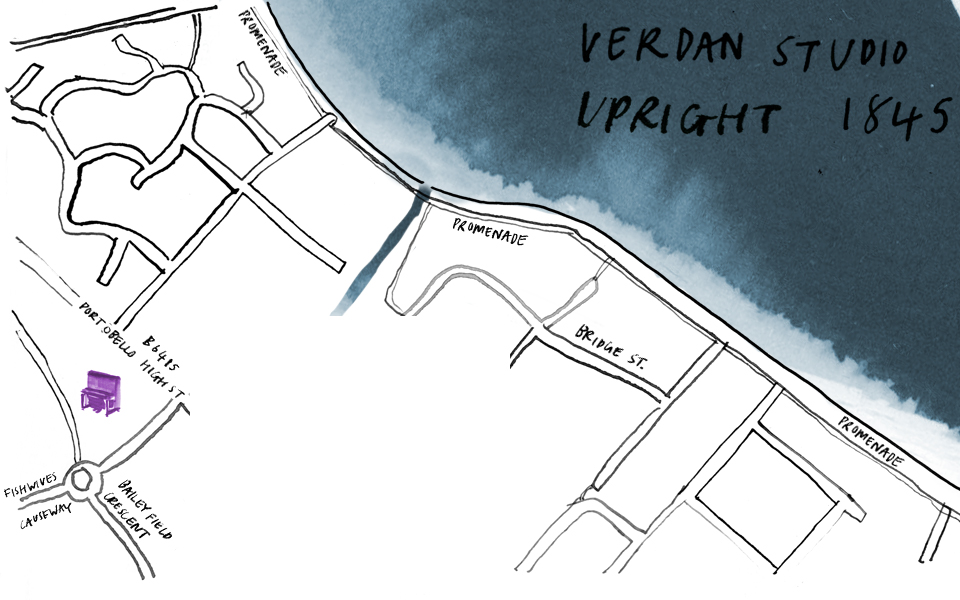 VERDAN STUDIO
UPRIGHT 1845
PROMENADE
PROMENADE
BRIDGE ST.
PROMENADE
B6415
PORTOBELLO HIGH ST.
FISHWIVES
CAUSEWAY
BAILEYFIELD
CRESCENT